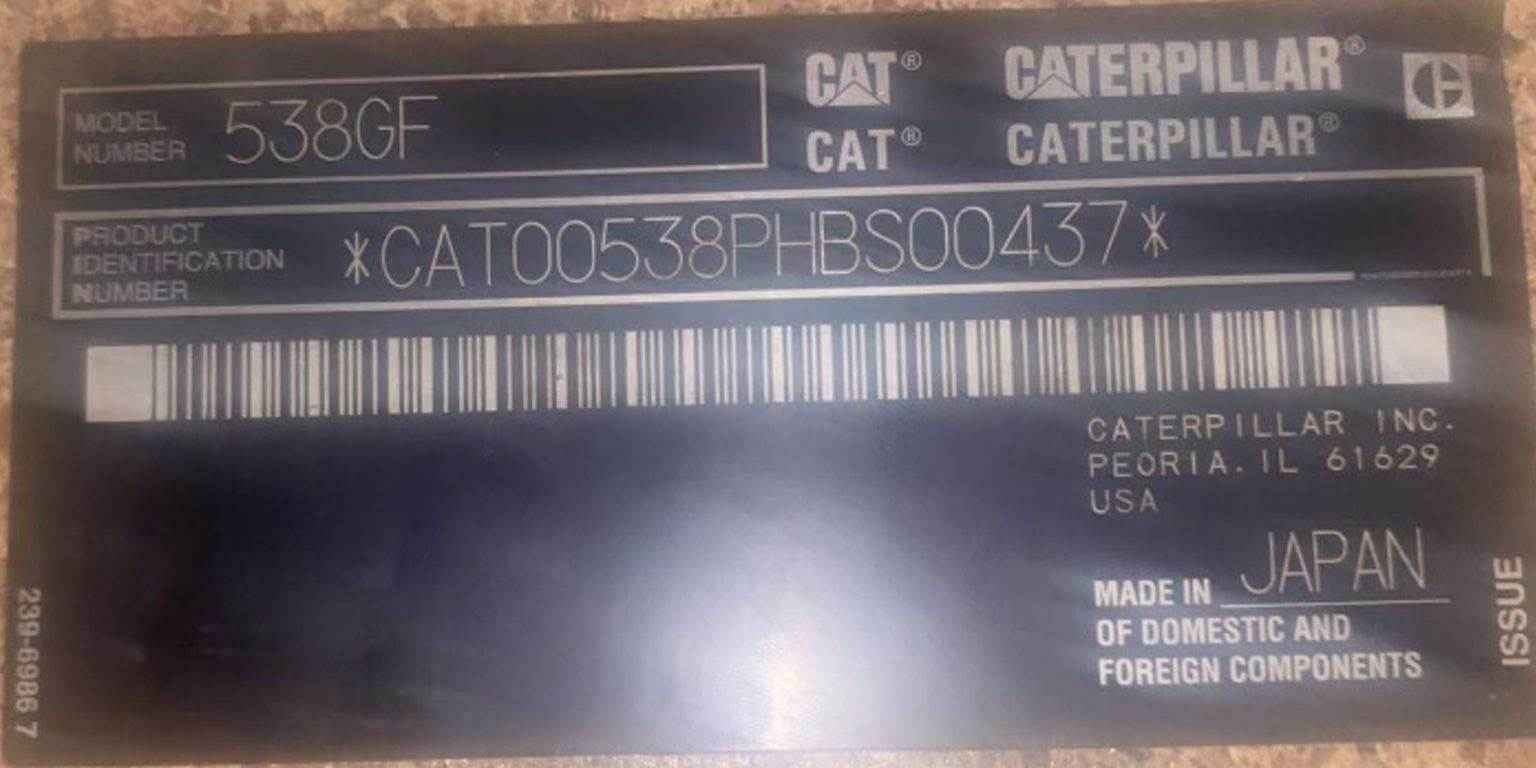 MODEL NUMBER 538GF
CAT® CATERPILLAR®
CAT® CATERPILLAR®
PRODUCT IDENTIFICATION NUMBER *CAT00538PHBS00437*
CATERPILLAR INC.
PEORIA. IL 61629
USA
MADE IN JAPAN
OF DOMESTIC AND
FOREIGN COMPONENTS
239-6986 7
ISSUE